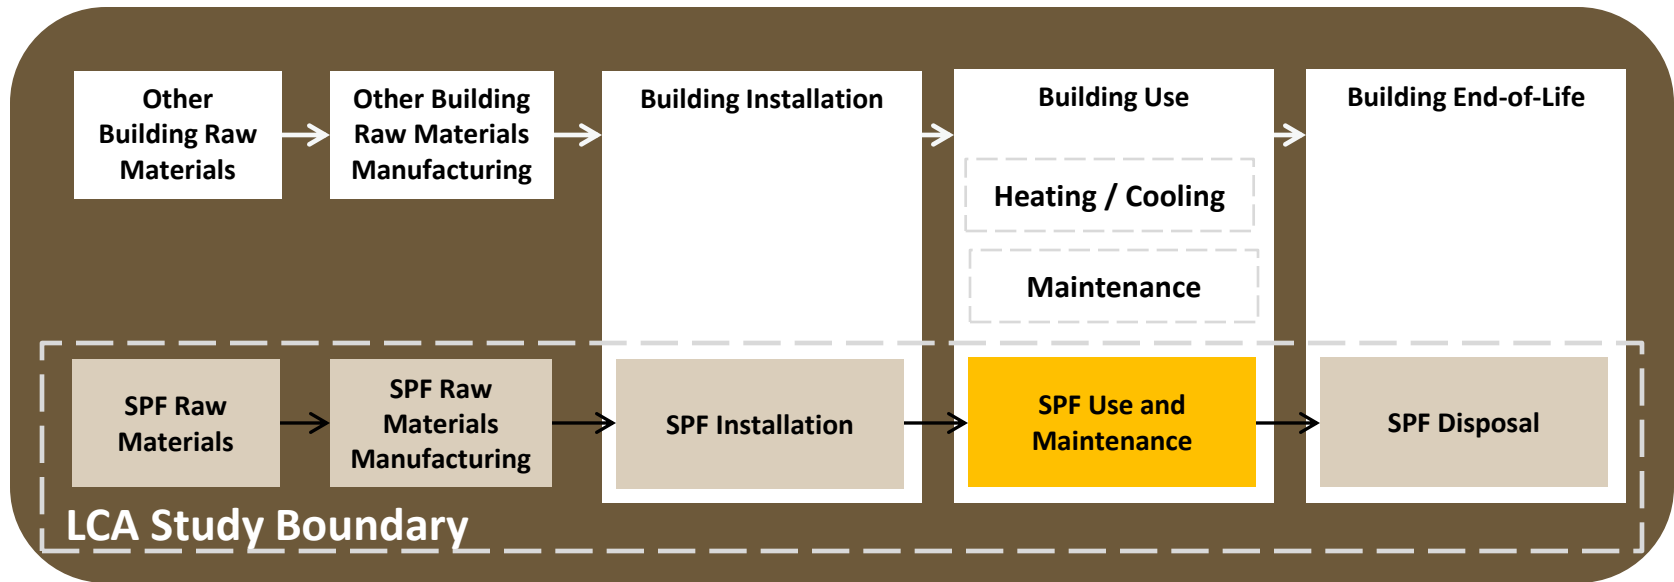 Other
Building Raw
Materials
Other Building
Raw Materials
Manufacturing
Building Installation
Building Use
Heating / Cooling
Maintenance
Building End-of-Life
SPF Raw
Materials
SPF Raw
Materials
Manufacturing
SPF Installation
SPF Use and
Maintenance
SPF Disposal
LCA Study Boundary